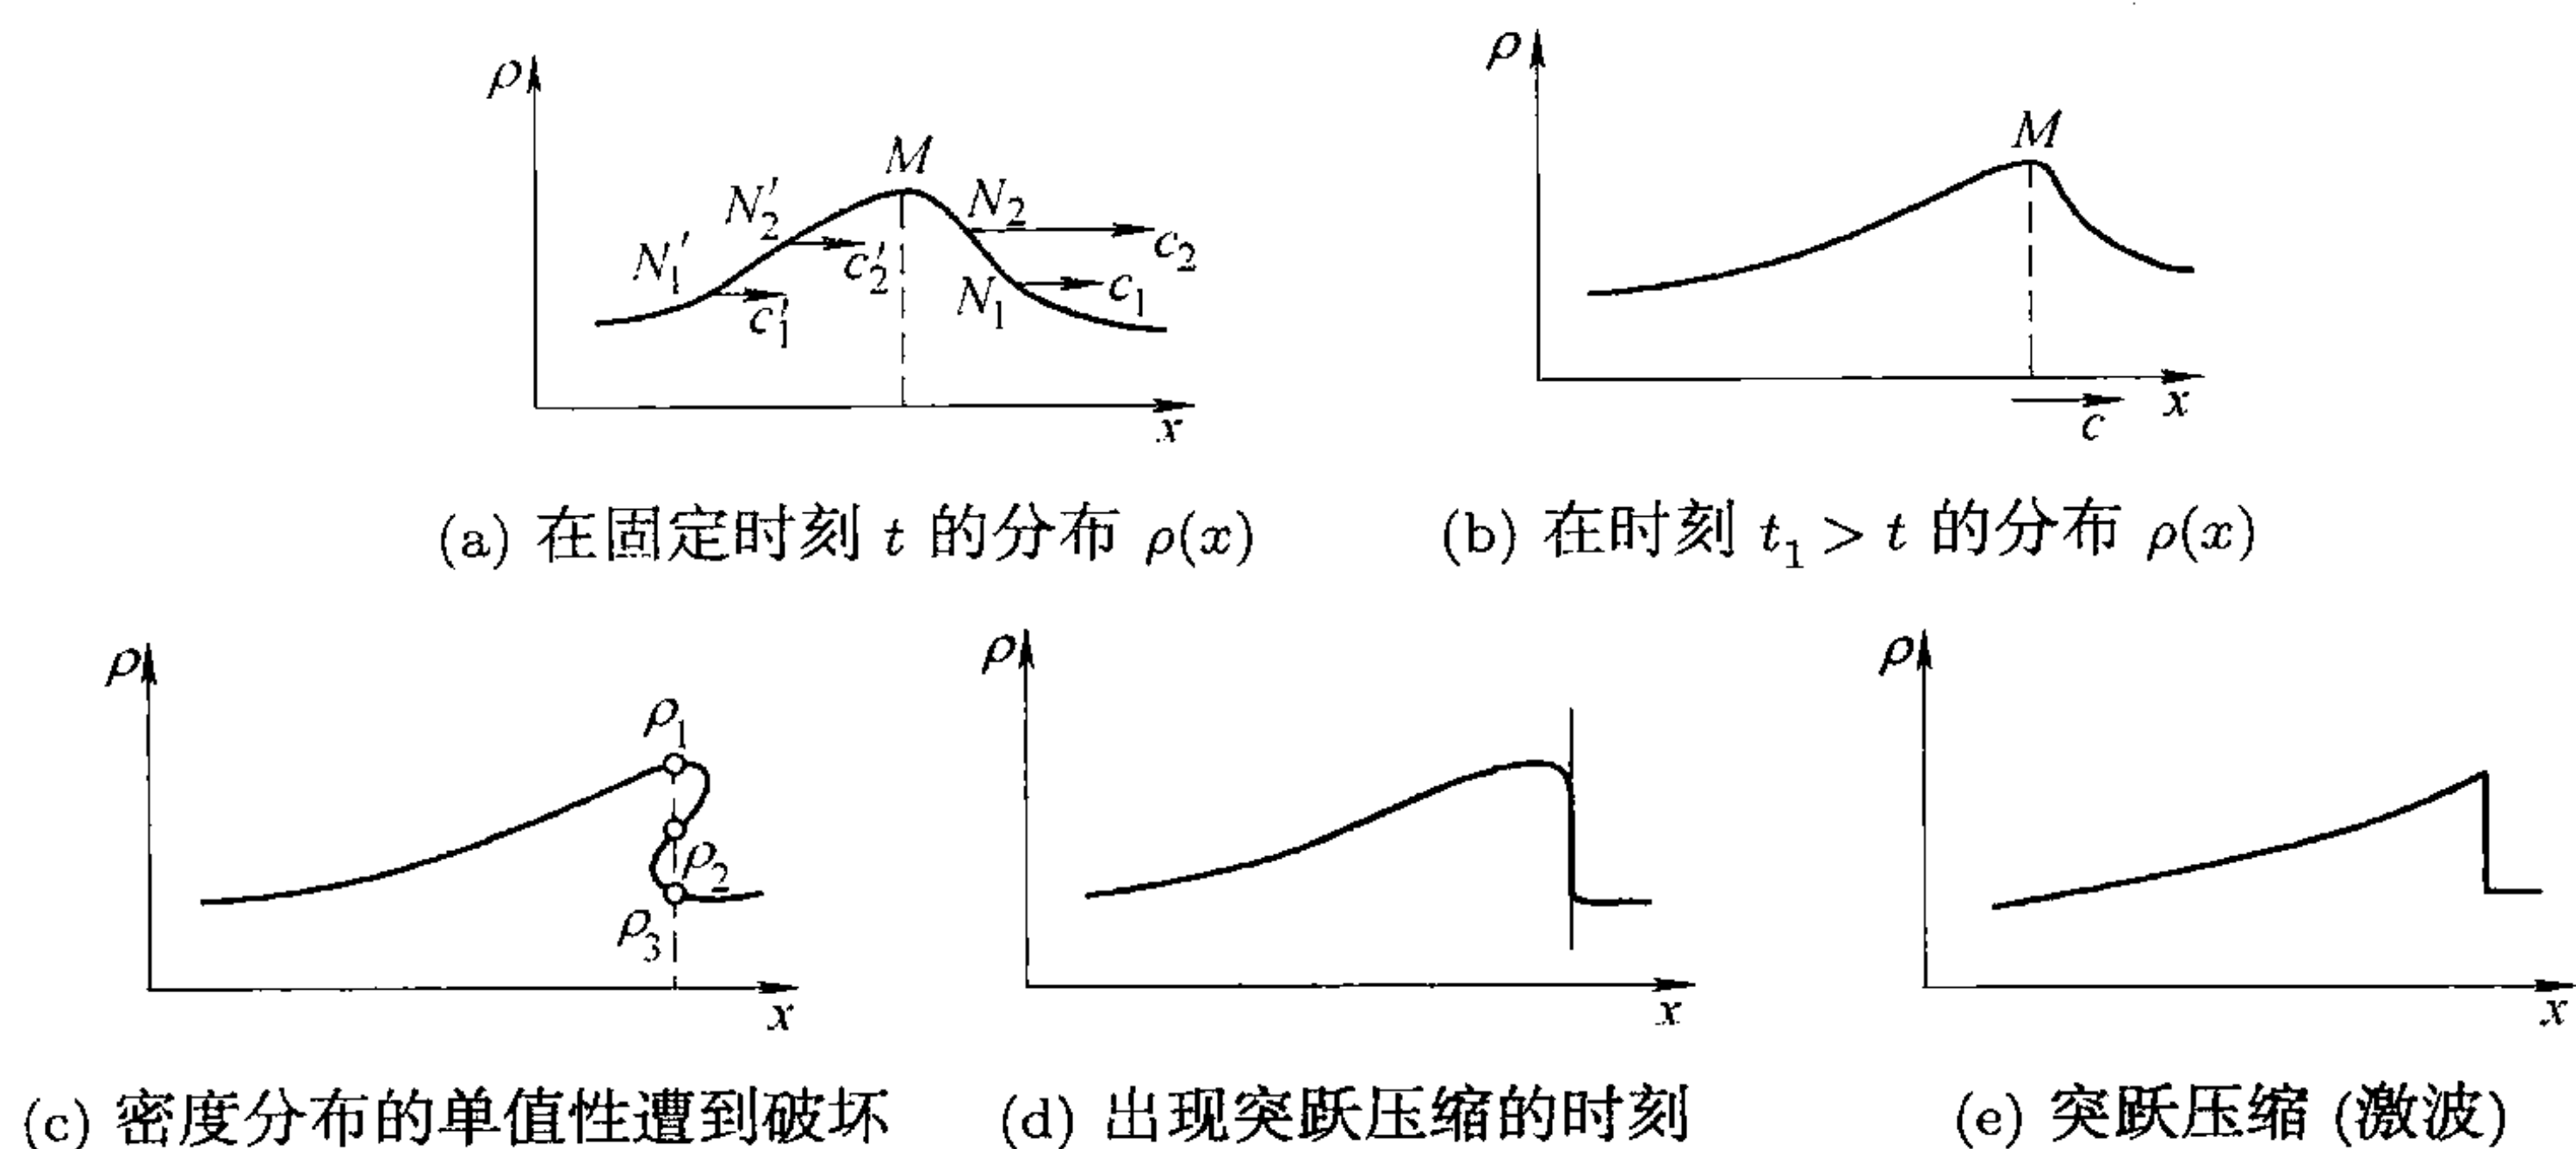 ρ
x
M
N₂′
N₁′
N₂
N₁
c₂′
c₁′
c₂
c₁
(a) 在固定时刻 t 的分布 ρ(x)
ρ
M
x
c
(b) 在时刻 t₁ > t 的分布 ρ(x)
ρ
ρ₁
ρ₂
ρ₃
x
(c) 密度分布的单值性遭到破坏
ρ
x
(d) 出现突跃压缩的时刻
ρ
x
(e) 突跃压缩 (激波)